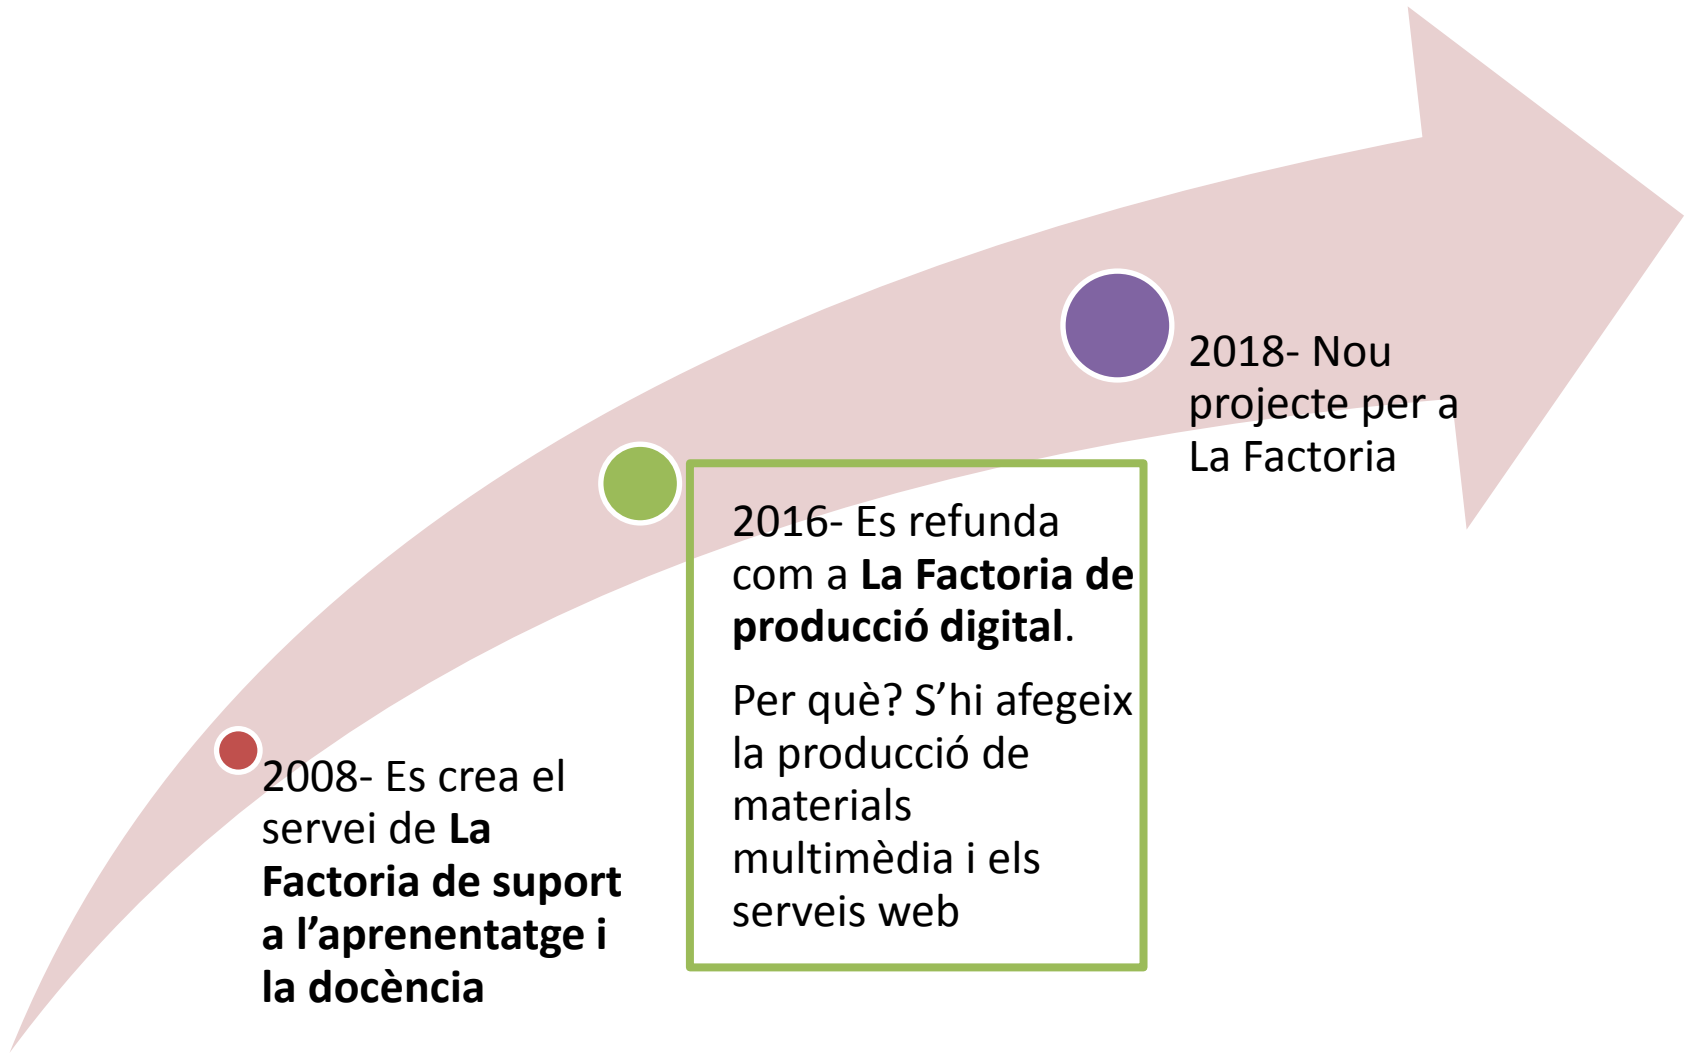 2008- Es crea el
servei de La
Factoria de suport
a l’aprenentatge i
la docència
2016- Es refunda
com a La Factoria de
producció digital.
Per què? S’hi afegeix
la producció de
materials
multimèdia i els
serveis web
2018- Nou
projecte per a
La Factoria